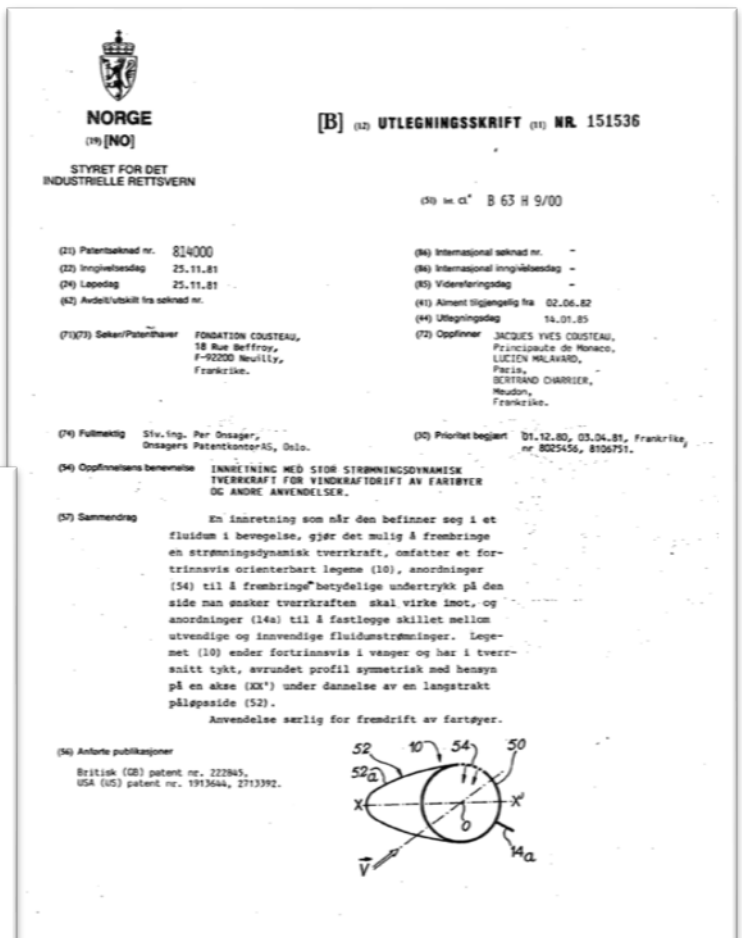 NORGE
(19) [NO]
STYRET FOR DET
INDUSTRIELLE RETTSVERN
[B] (12) UTLEGNINGSSKRIFT (11) NR. 151536
(51) Int. Cl.⁴ B 63 H 9/00
(21) Patentsøknad nr. 814000
(22) Inngivelsesdag 25.11.81
(24) Løpedag 25.11.81
(62) Avdelt/utskilt fra søknad nr.
(71)(73) Søker/Patenthaver FONDATION COUSTEAU,
18 Rue Beffroy,
F-92200 Neuilly,
Frankrike.
(86) Internasjonal søknad nr. -
(86) Internasjonal inngivelsesdag -
(85) Videreføringsdag -
(41) Alment tilgjengelig fra 02.06.82
(44) Utlegningsdag 14.01.85
(72) Oppfinner JACQUES YVES COUSTEAU,
Principaute de Monaco,
LUCIEN MALAVARD,
Paris,
BERTRAND CHARRIER,
Meudon,
Frankrike.
(74) Fullmektig Siv.ing. Per Onsager,
Onsagers Patentkontor AS, Oslo.
(30) Prioritet begjært 01.12.80, 03.04.81, Frankrike,
nr 8025456, 8106751.
(54) Oppfinnelsens benevnelse INNRETNING MED STOR STRØMNINGSDYNAMISK
TVERRKRAFT FOR VINDKRAFTDRIFT AV FARTØYER
OG ANDRE ANVENDELSER.
(57) Sammendrag En innretning som når den befinner seg i et
fluidum i bevegelse, gjør det mulig å frembringe
en strømningsdynamisk tverrkraft, omfatter et for-
trinnsvis orienterbart legeme (10), anordninger
(54) til å frembringe betydelige undertrykk på den
side man ønsker tverrkraften skal virke imot, og
anordninger (14a) til å fastlegge skillet mellom
utvendige og innvendige fluidumstrømninger. Lege-
met (10) ender fortrinnsvis i vanger og har i tverr-
snitt tykt, avrundet profil symmetrisk med hensyn
på en akse (XX') under dannelse av en langstrakt
påløpsside (52).
Anvendelse særlig for fremdrift av fartøyer.
(56) Anførte publikasjoner
Britisk (GB) patent nr. 222845,
USA (US) patent nr. 1913644, 2713392.
52 10 54 50
52a
X X'
0
14a
V